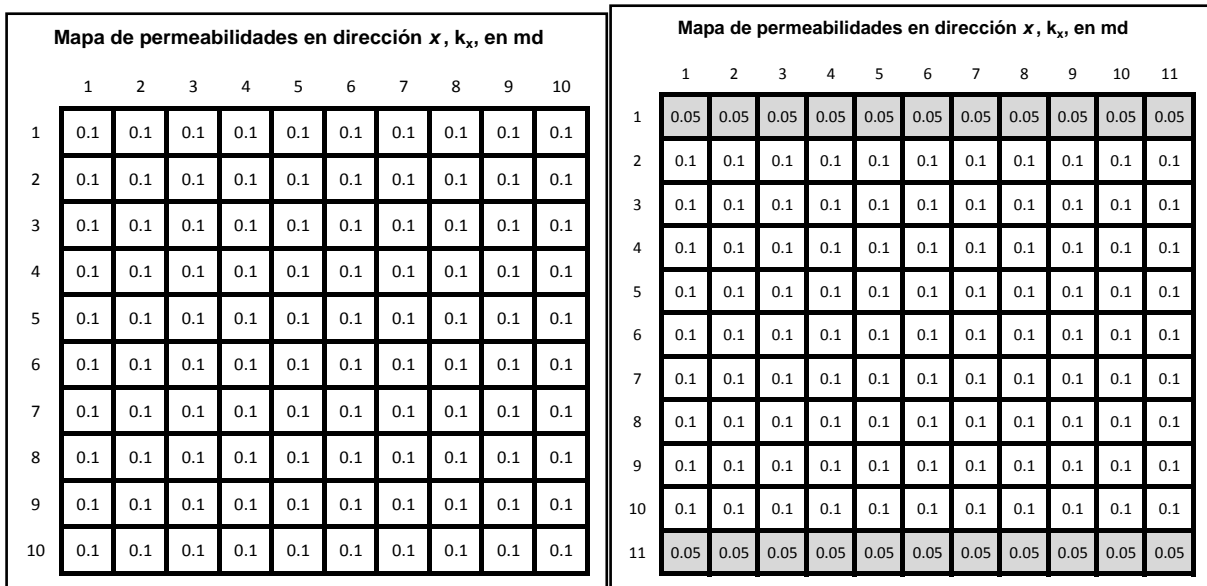 Mapa de permeabilidades en dirección x, kx, en md
1 2 3 4 5 6 7 8 9 10
1 0.1 0.1 0.1 0.1 0.1 0.1 0.1 0.1 0.1 0.1
2 0.1 0.1 0.1 0.1 0.1 0.1 0.1 0.1 0.1 0.1
3 0.1 0.1 0.1 0.1 0.1 0.1 0.1 0.1 0.1 0.1
4 0.1 0.1 0.1 0.1 0.1 0.1 0.1 0.1 0.1 0.1
5 0.1 0.1 0.1 0.1 0.1 0.1 0.1 0.1 0.1 0.1
6 0.1 0.1 0.1 0.1 0.1 0.1 0.1 0.1 0.1 0.1
7 0.1 0.1 0.1 0.1 0.1 0.1 0.1 0.1 0.1 0.1
8 0.1 0.1 0.1 0.1 0.1 0.1 0.1 0.1 0.1 0.1
9 0.1 0.1 0.1 0.1 0.1 0.1 0.1 0.1 0.1 0.1
10 0.1 0.1 0.1 0.1 0.1 0.1 0.1 0.1 0.1 0.1
Mapa de permeabilidades en dirección x, kx, en md
1 2 3 4 5 6 7 8 9 10 11
1 0.05 0.05 0.05 0.05 0.05 0.05 0.05 0.05 0.05 0.05 0.05
2 0.1 0.1 0.1 0.1 0.1 0.1 0.1 0.1 0.1 0.1 0.1
3 0.1 0.1 0.1 0.1 0.1 0.1 0.1 0.1 0.1 0.1 0.1
4 0.1 0.1 0.1 0.1 0.1 0.1 0.1 0.1 0.1 0.1 0.1
5 0.1 0.1 0.1 0.1 0.1 0.1 0.1 0.1 0.1 0.1 0.1
6 0.1 0.1 0.1 0.1 0.1 0.1 0.1 0.1 0.1 0.1 0.1
7 0.1 0.1 0.1 0.1 0.1 0.1 0.1 0.1 0.1 0.1 0.1
8 0.1 0.1 0.1 0.1 0.1 0.1 0.1 0.1 0.1 0.1 0.1
9 0.1 0.1 0.1 0.1 0.1 0.1 0.1 0.1 0.1 0.1 0.1
10 0.1 0.1 0.1 0.1 0.1 0.1 0.1 0.1 0.1 0.1 0.1
11 0.05 0.05 0.05 0.05 0.05 0.05 0.05 0.05 0.05 0.05 0.05